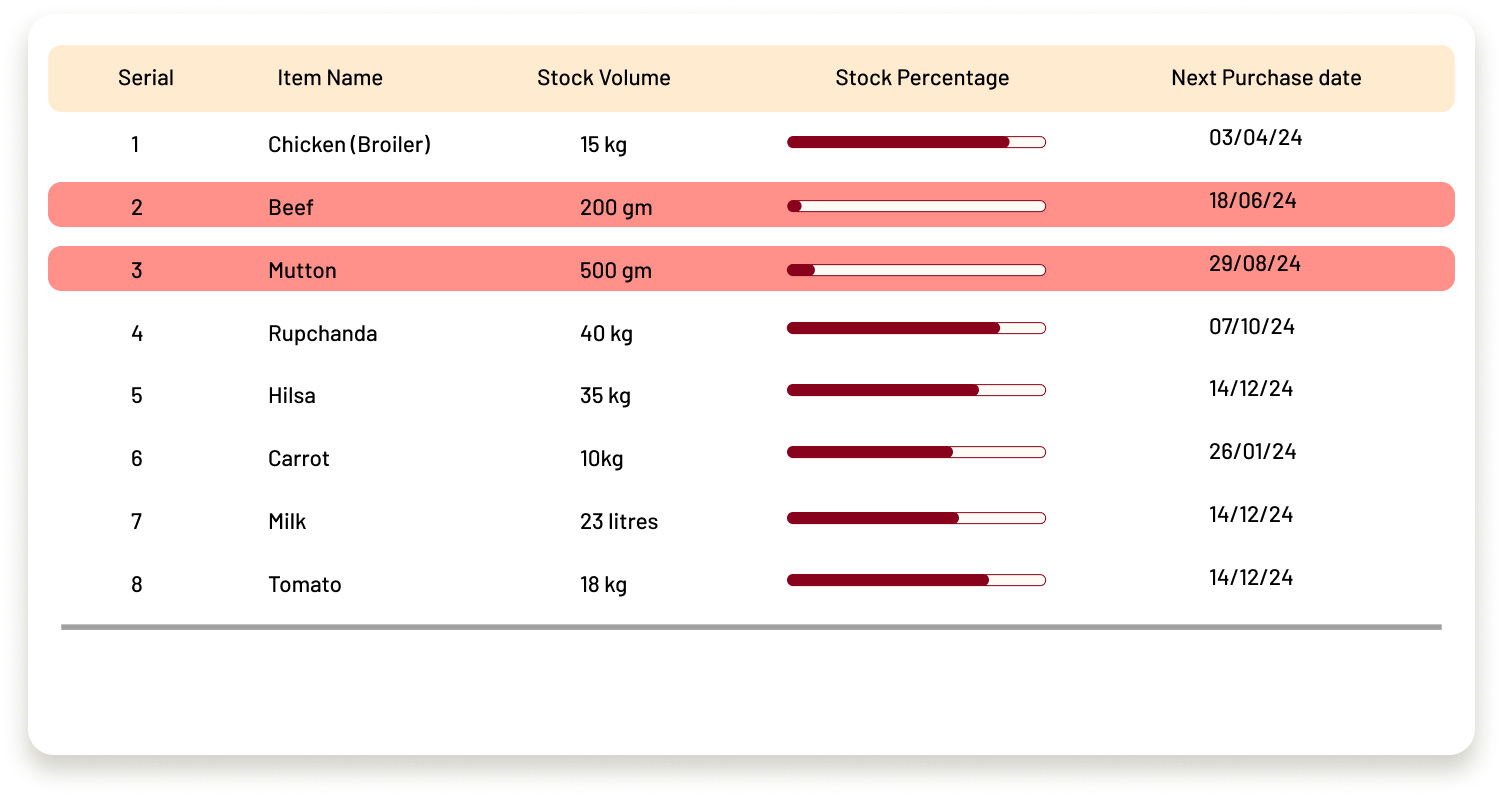 Serial Item Name Stock Volume Stock Percentage Next Purchase date
1 Chicken (Broiler) 15 kg 03/04/24
2 Beef 200 gm 18/06/24
3 Mutton 500 gm 29/08/24
4 Rupchanda 40 kg 07/10/24
5 Hilsa 35 kg 14/12/24
6 Carrot 10kg 26/01/24
7 Milk 23 litres 14/12/24
8 Tomato 18 kg 14/12/24